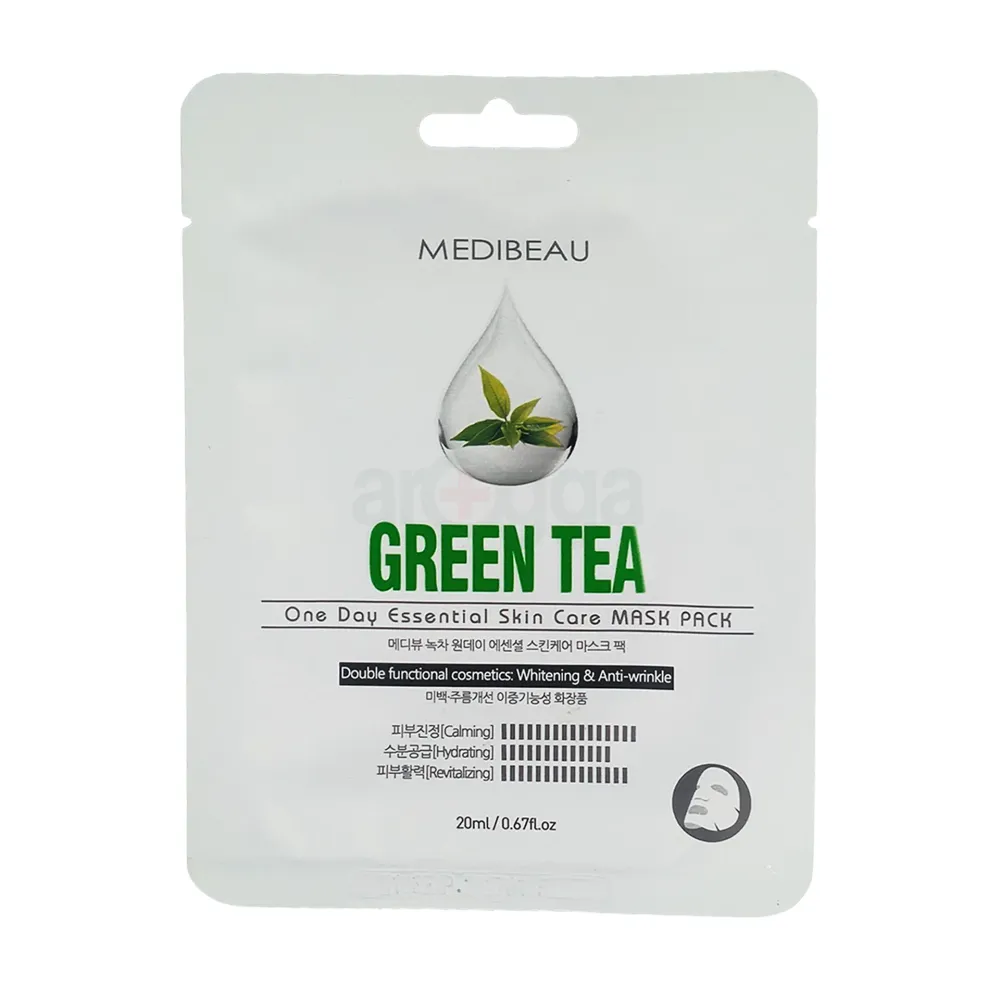 MEDIBEAU
arogga
GREEN TEA
One Day Essential Skin Care MASK PACK
메디뷰 녹차 원데이 에센셜 스킨케어 마스크 팩
Double functional cosmetics: Whitening & Anti-wrinkle
미백·주름개선 이중기능성 화장품
피부진정[Calming]
수분공급[Hydrating]
피부활력[Revitalizing]
20ml / 0.67fl.oz